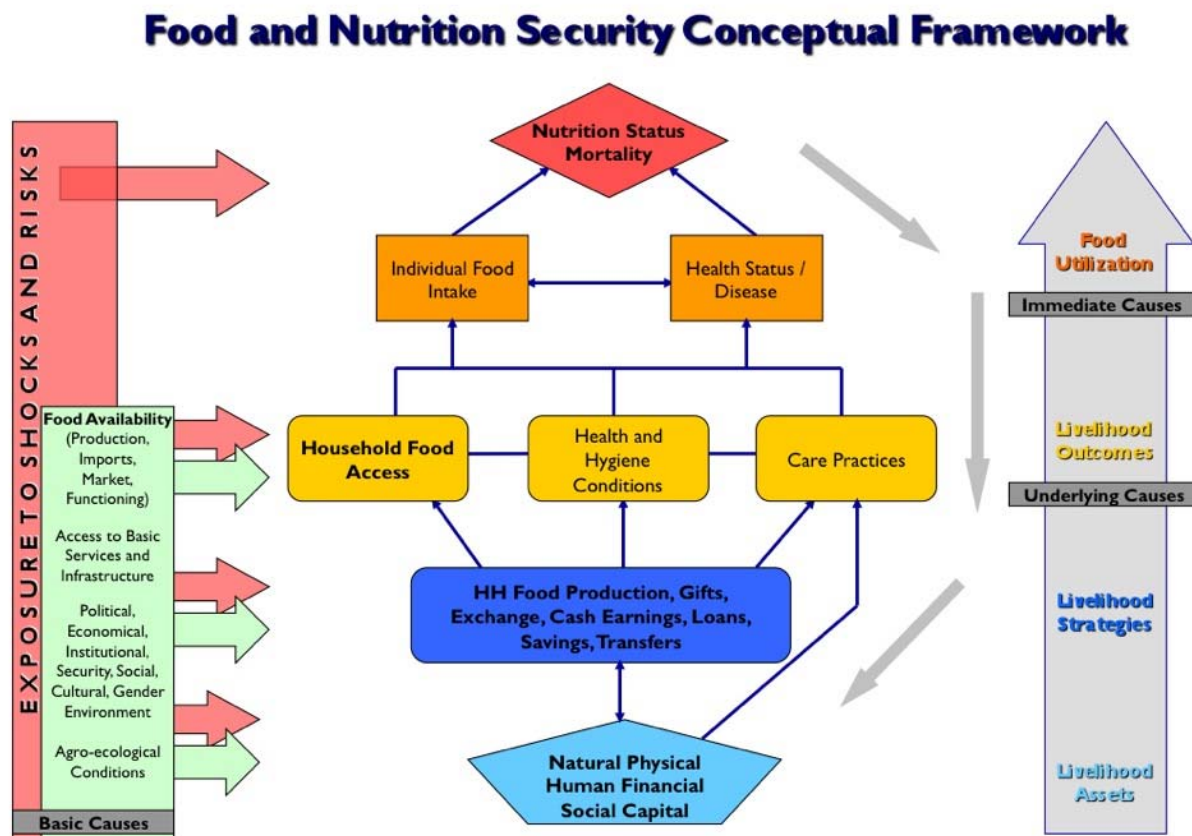 Food and Nutrition Security Conceptual Framework
EXPOSURE TO SHOCKS AND RISKS
Nutrition Status
Mortality
Individual Food
Intake
Health Status /
Disease
Food Availability
(Production,
Imports,
Market,
Functioning)
Access to Basic
Services and
Infrastructure
Political,
Economical,
Institutional,
Security, Social,
Cultural, Gender
Environment
Agro-ecological
Conditions
Basic Causes
Household Food
Access
Health and
Hygiene
Conditions
Care Practices
HH Food Production, Gifts,
Exchange, Cash Earnings, Loans,
Savings, Transfers
Natural Physical
Human Financial
Social Capital
Food
Utilization
Immediate Causes
Livelihood
Outcomes
Underlying Causes
Livelihood
Strategies
Livelihood
Assets